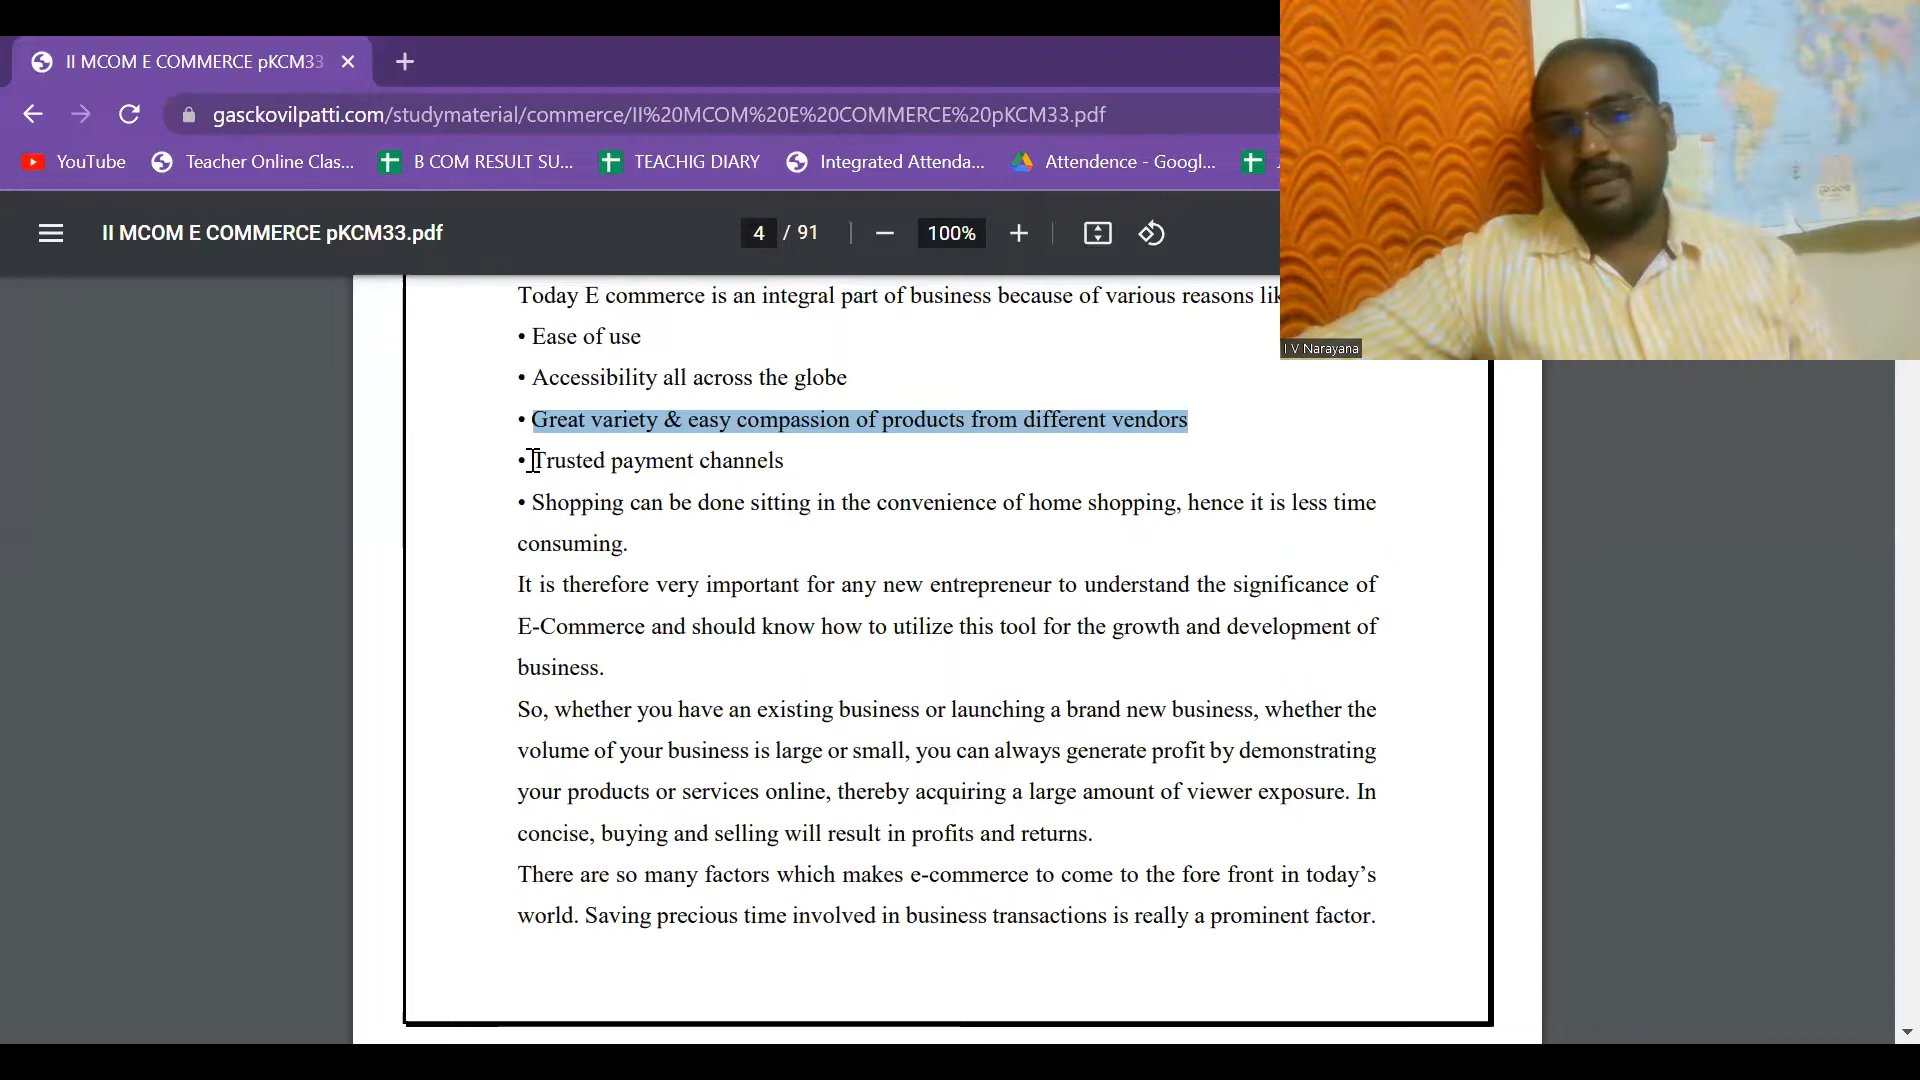 II MCOM E COMMERCE pKCM33
gasckovilpatti.com/studymaterial/commerce/II%20MCOM%20E%20COMMERCE%20pKCM33.pdf
YouTube Teacher Online Clas... B COM RESULT SU... TEACHIG DIARY Integrated Attenda... Attendence - Googl...
II MCOM E COMMERCE pKCM33.pdf 4 / 91 100%
I V Narayana
Today E commerce is an integral part of business because of various reasons
• Ease of use
• Accessibility all across the globe
• Great variety & easy compassion of products from different vendors
• Trusted payment channels
• Shopping can be done sitting in the convenience of home shopping, hence it is less time
consuming.
It is therefore very important for any new entrepreneur to understand the significance of
E-Commerce and should know how to utilize this tool for the growth and development of
business.
So, whether you have an existing business or launching a brand new business, whether the
volume of your business is large or small, you can always generate profit by demonstrating
your products or services online, thereby acquiring a large amount of viewer exposure. In
concise, buying and selling will result in profits and returns.
There are so many factors which makes e-commerce to come to the fore front in today’s
world. Saving precious time involved in business transactions is really a prominent factor.